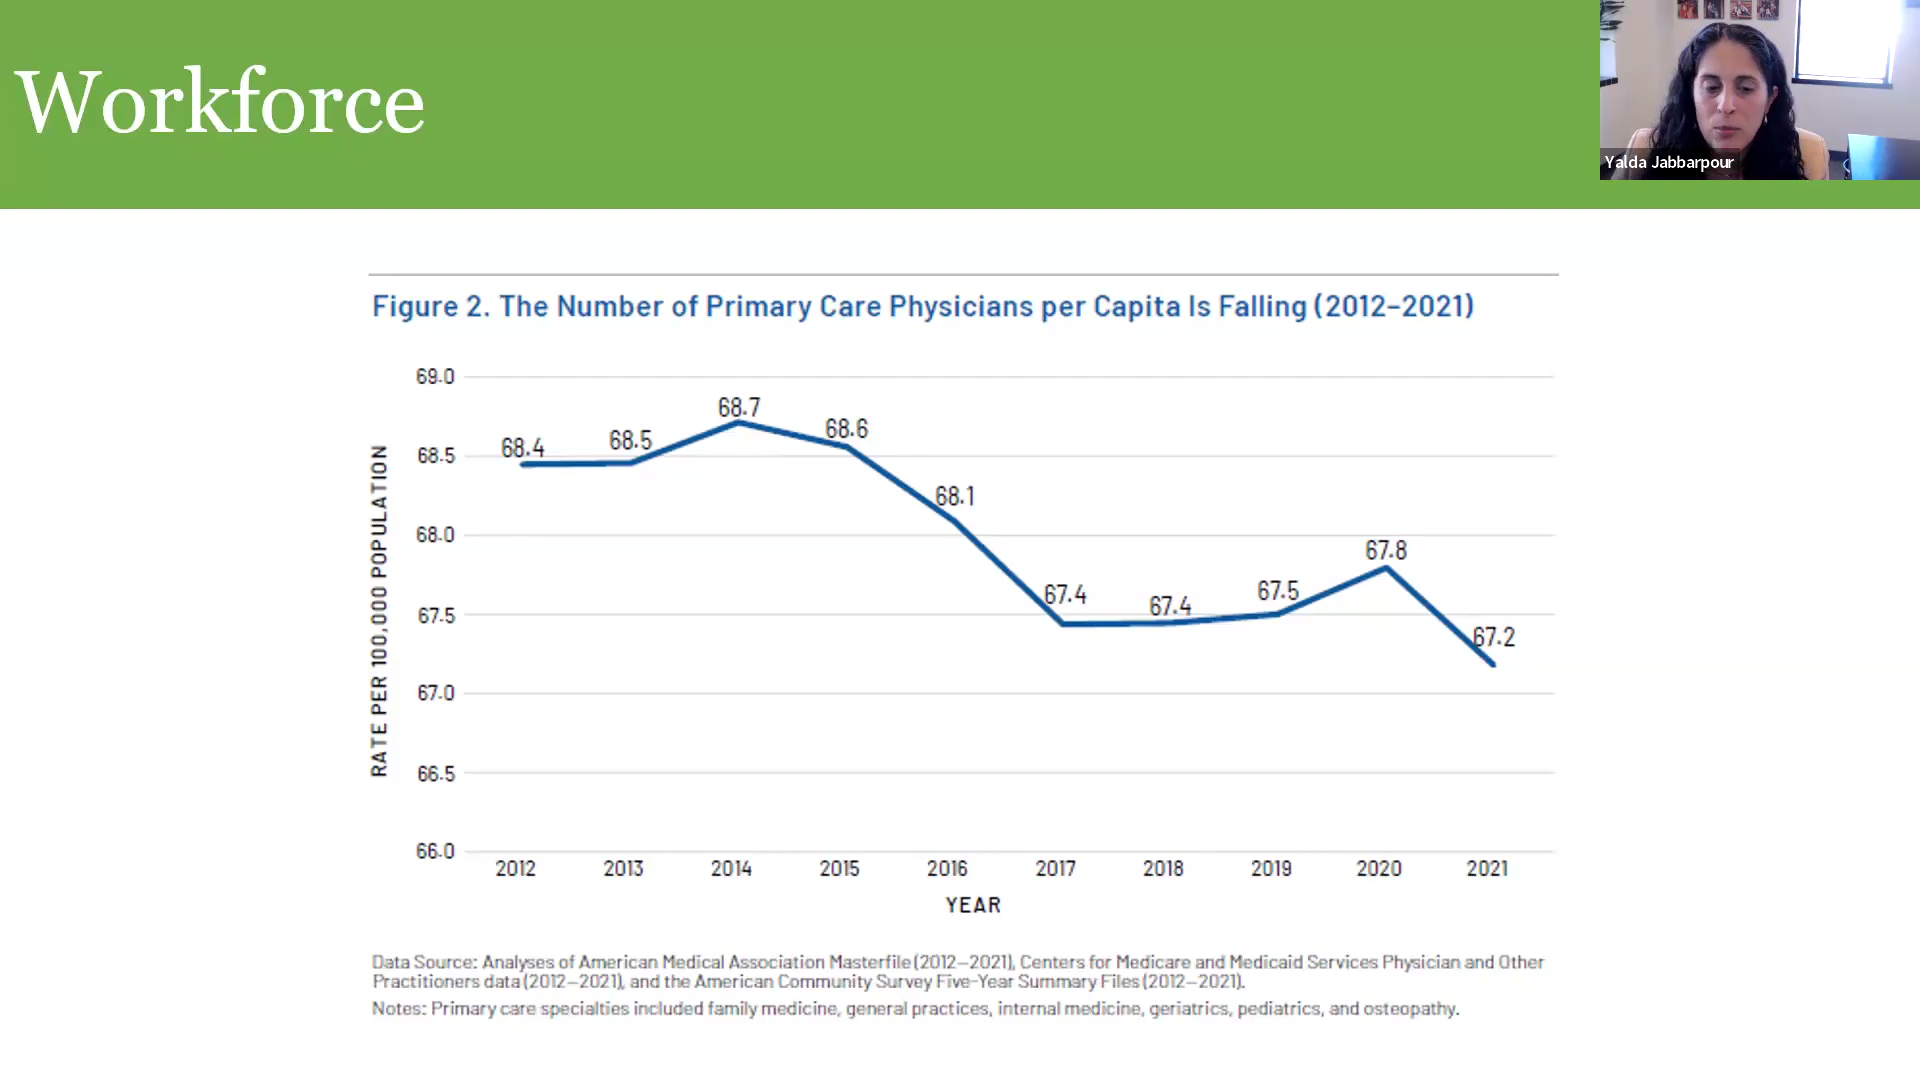 Workforce
Yalda Jabbarpour
Figure 2. The Number of Primary Care Physicians per Capita Is Falling (2012–2021)
RATE PER 100,000 POPULATION
69.0
68.5
68.0
67.5
67.0
66.5
66.0
68.4
68.5
68.7
68.6
68.1
67.4
67.4
67.5
67.8
67.2
2012 2013 2014 2015 2016 2017 2018 2019 2020 2021
YEAR
Data Source: Analyses of American Medical Association Masterfile (2012–2021), Centers for Medicare and Medicaid Services Physician and Other
Practitioners data (2012–2021), and the American Community Survey Five-Year Summary Files (2012–2021).
Notes: Primary care specialties included family medicine, general practices, internal medicine, geriatrics, pediatrics, and osteopathy.